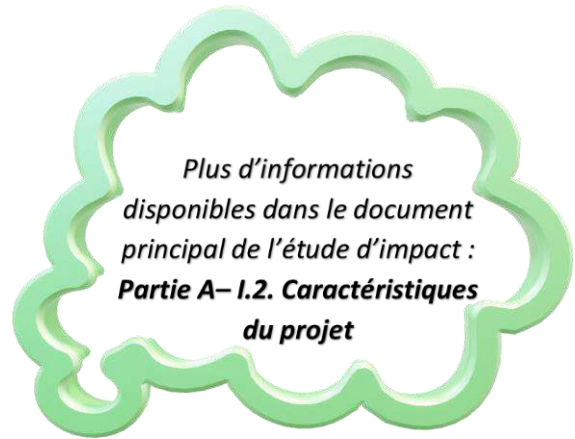 Plus d’informations
disponibles dans le document
principal de l’étude d’impact :
Partie A– I.2. Caractéristiques
du projet